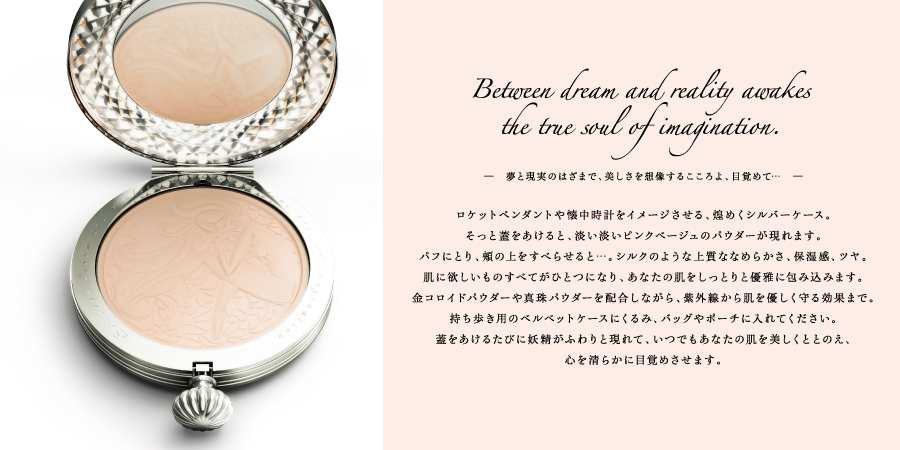 Between dream and reality awakes
the true soul of imagination.
― 夢と現実のはざまで、美しさを想像するこころよ、目覚めて… ―
ロケットペンダントや懐中時計をイメージさせる、煌めくシルバーケース。
そっと蓋をあけると、淡い淡いピンクベージュのパウダーが現れます。
パフにとり、頬の上をすべらせると…。シルクのような上質ななめらかさ、保湿感、ツヤ。
肌に欲しいものすべてがひとつになり、あなたの肌をしっとりと優雅に包み込みます。
金コロイドパウダーや真珠パウダーを配合しながら、紫外線から肌を優しく守る効果まで。
持ち歩き用のベルベットケースにくるみ、バッグやポーチに入れてください。
蓋をあけるたびに妖精がふわりと現れて、いつでもあなたの肌を美しくととのえ、
心を清らかに目覚めさせます。